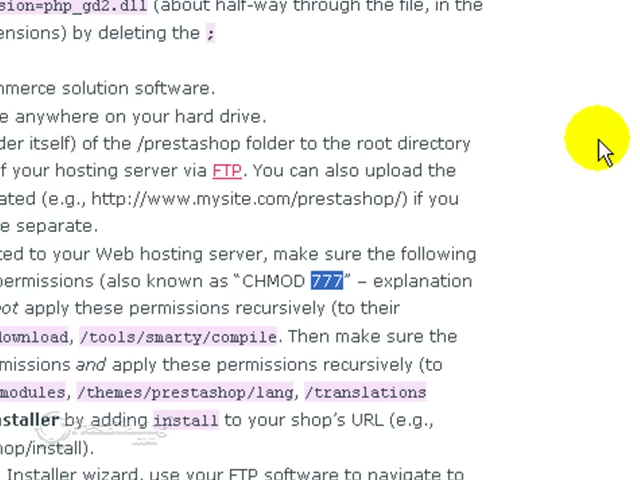 sion=php_gd2.dll (about half-way through the file, in the
ensions) by deleting the ;
mmerce solution software.
e anywhere on your hard drive.
der itself) of the /prestashop folder to the root directory
f your hosting server via FTP. You can also upload the
ated (e.g., http://www.mysite.com/prestashop/) if you
e separate.
ted to your Web hosting server, make sure the following
permissions (also known as “CHMOD 777” – explanation
not apply these permissions recursively (to their
download, /tools/smarty/compile. Then make sure the
missions and apply these permissions recursively (to
modules, /themes/prestashop/lang, /translations
nstaller by adding install to your shop’s URL (e.g.,
hop/install).
Installer wizard, use your FTP software to navigate to